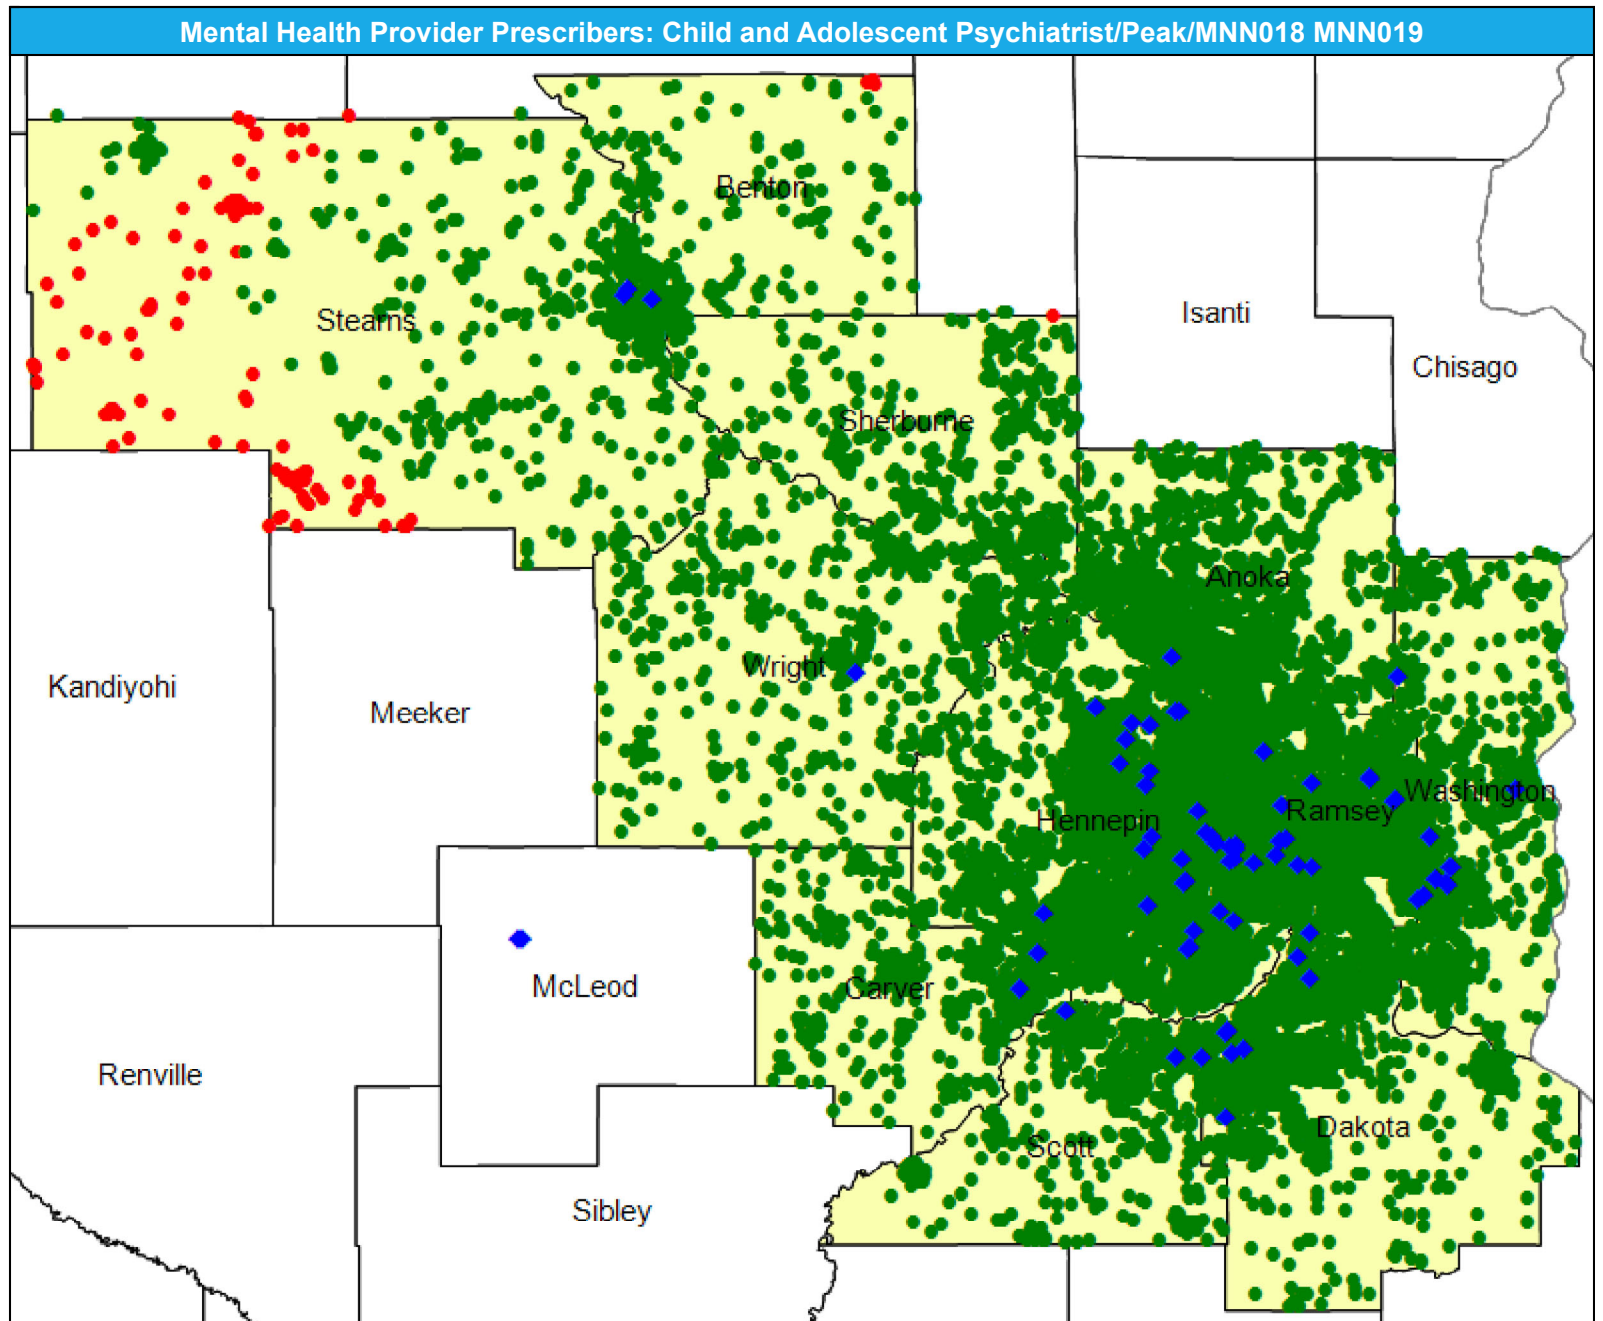 Mental Health Provider Prescribers: Child and Adolescent Psychiatrist/Peak/MNN018 MNN019
Benton
Stearns
Isanti
Chisago
Sherburne
Anoka
Wright
Kandiyohi
Meeker
Washington
Ramsey
Hennepin
McLeod
Carver
Renville
Dakota
Scott
Sibley